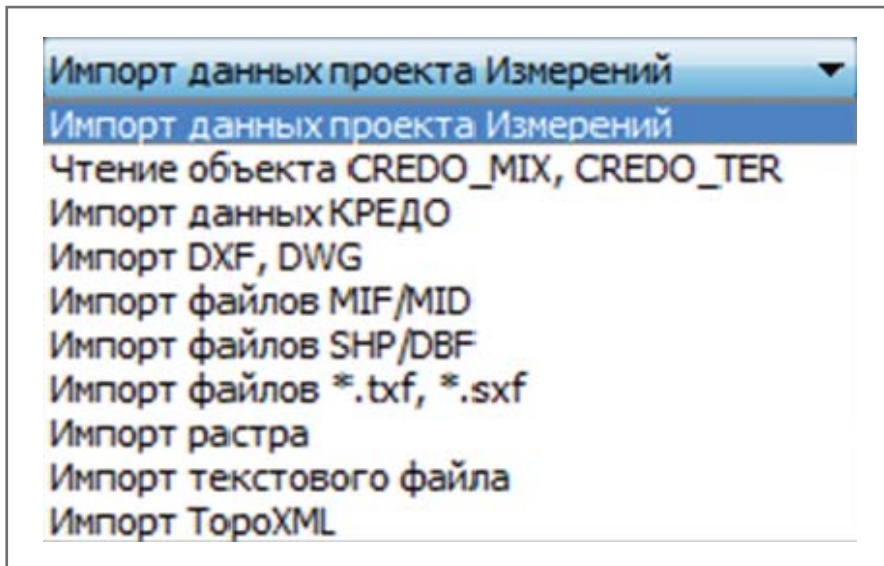 Импорт данных проекта Измерений
Импорт данных проекта Измерений
Чтение объекта CREDO_MIX, CREDO_TER
Импорт данных КРЕДО
Импорт DXF, DWG
Импорт файлов MIF/MID
Импорт файлов SHP/DBF
Импорт файлов *.txf, *.sxf
Импорт растра
Импорт текстового файла
Импорт TopoXML